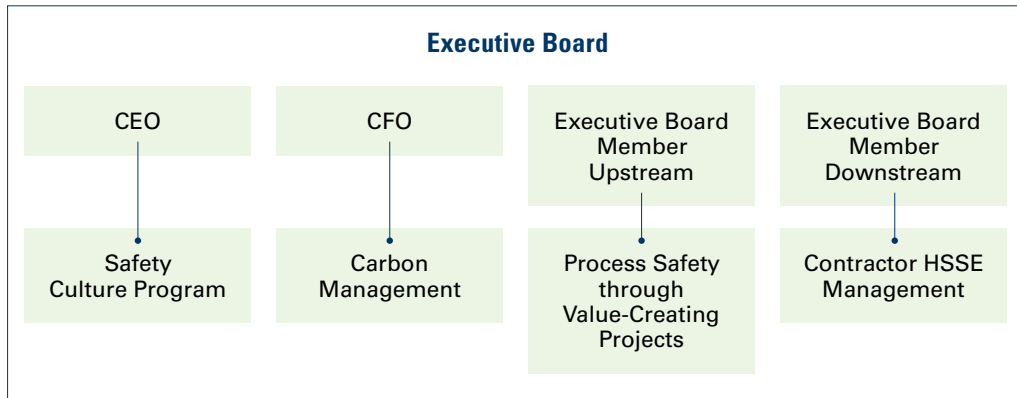 Executive Board
CEO
CFO
Executive Board
Member
Upstream
Executive Board
Member
Downstream
Safety
Culture Program
Carbon
Management
Process Safety
through
Value-Creating
Projects
Contractor HSSE
Management